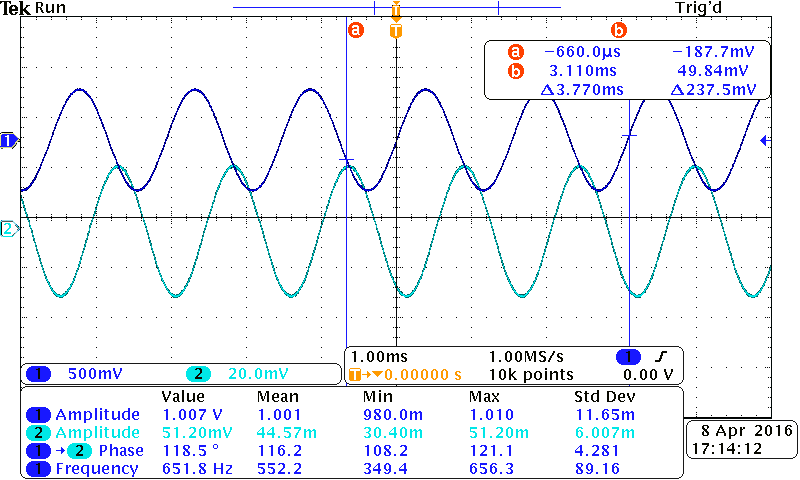 Tek Run Trig'd
T
a b T
a −660.0µs −187.7mV
b 3.110ms 49.84mV
Δ3.770ms Δ237.5mV
1
2
1 500mV 2 20.0mV
1.00ms 1.00MS/s 1
T 0.00000 s 10k points 0.00 V
Value Mean Min Max Std Dev
1 Amplitude 1.007 V 1.001 980.0m 1.010 11.65m
2 Amplitude 51.20mV 44.57m 30.40m 51.20m 6.007m
1 → 2 Phase 118.5 ° 116.2 108.2 121.1 4.281
1 Frequency 651.8 Hz 552.2 349.4 656.3 89.16
8 Apr 2016
17:14:12